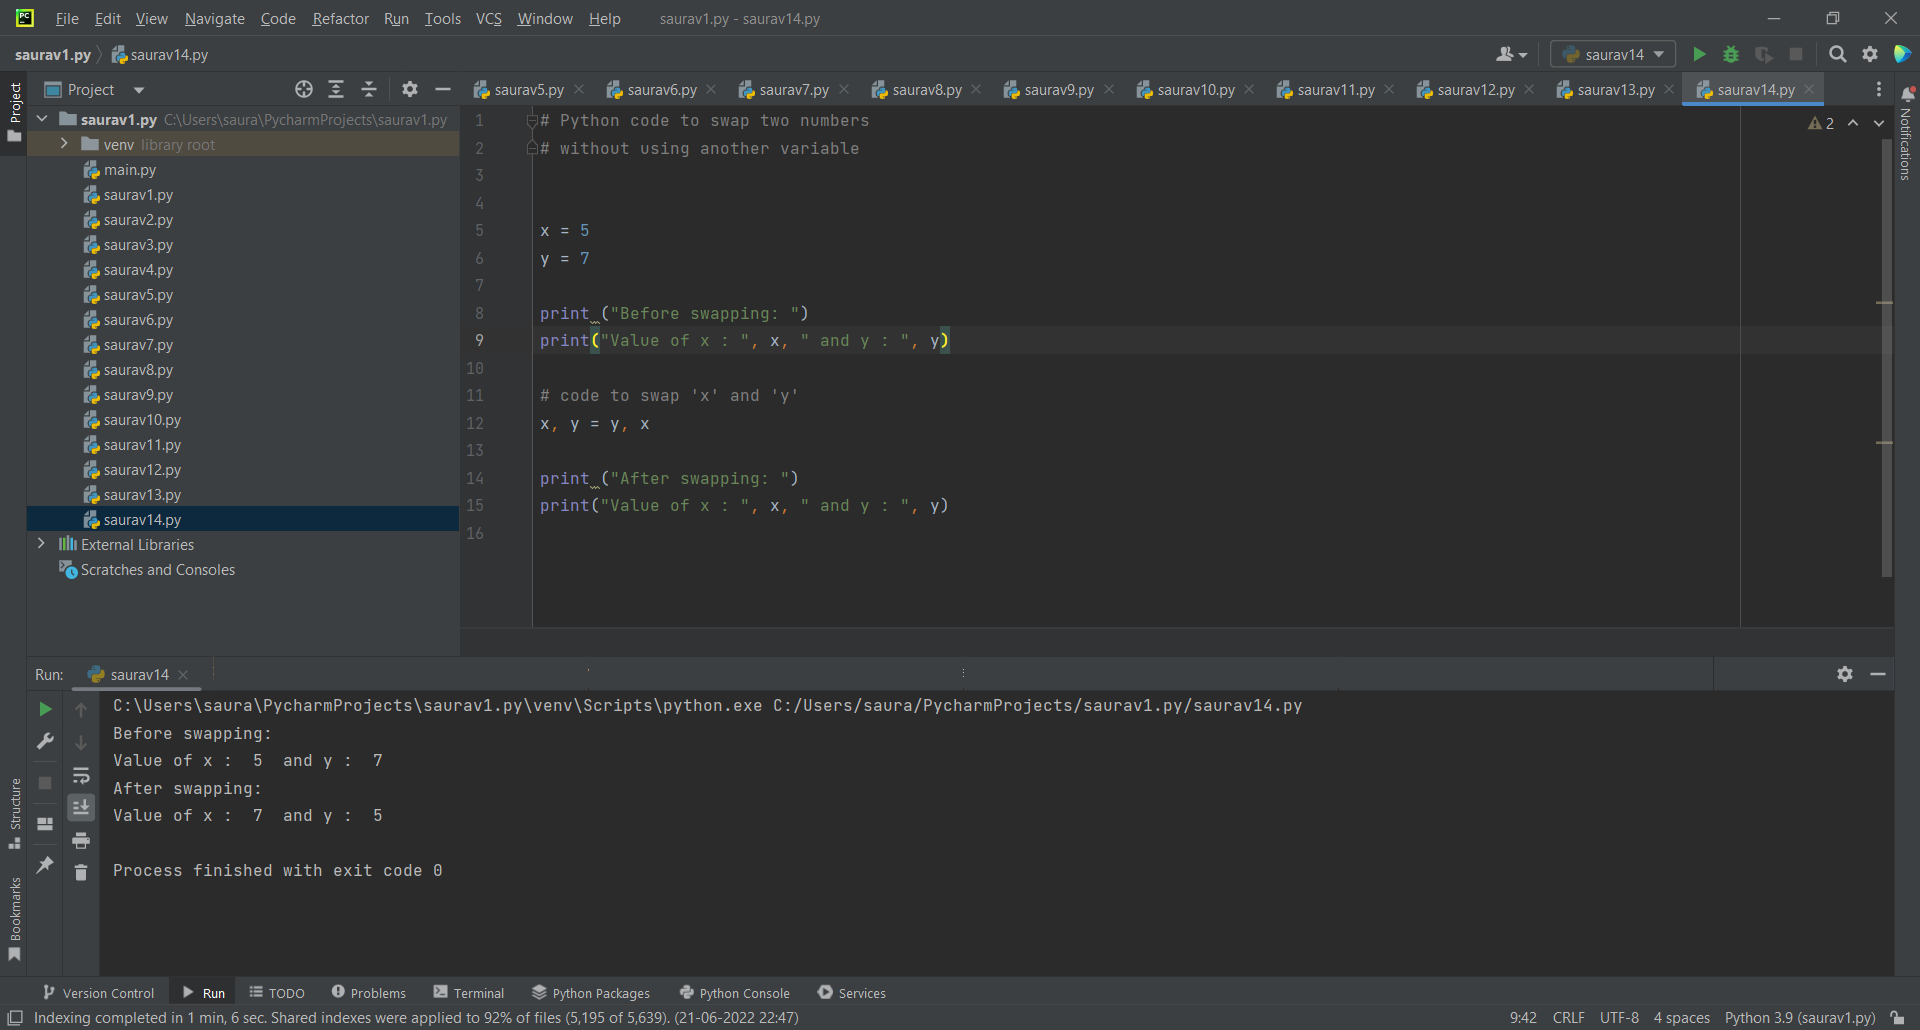 PC File Edit View Navigate Code Refactor Run Tools VCS Window Help saurav1.py - saurav14.py
saurav1.py saurav14.py saurav14
Project Project saurav5.py saurav6.py saurav7.py saurav8.py saurav9.py saurav10.py saurav11.py saurav12.py saurav13.py saurav14.py
saurav1.py C:\Users\saura\PycharmProjects\saurav1.py
venv library root
main.py
saurav1.py
saurav2.py
saurav3.py
saurav4.py
saurav5.py
saurav6.py
saurav7.py
saurav8.py
saurav9.py
saurav10.py
saurav11.py
saurav12.py
saurav13.py
saurav14.py
External Libraries
Scratches and Consoles
1 # Python code to swap two numbers
2 # without using another variable
3
4
5 x = 5
6 y = 7
7
8 print ("Before swapping: ")
9 print("Value of x : ", x, " and y : ", y)
10
11 # code to swap 'x' and 'y'
12 x, y = y, x
13
14 print ("After swapping: ")
15 print("Value of x : ", x, " and y : ", y)
16
2
Notifications
Run: saurav14
C:\Users\saura\PycharmProjects\saurav1.py\venv\Scripts\python.exe C:/Users/saura/PycharmProjects/saurav1.py/saurav14.py
Before swapping:
Value of x :  5  and y :  7
After swapping:
Value of x :  7  and y :  5
Process finished with exit code 0
Structure
Bookmarks
Version Control Run TODO Problems Terminal Python Packages Python Console Services
Indexing completed in 1 min, 6 sec. Shared indexes were applied to 92% of files (5,195 of 5,639). (21-06-2022 22:47) 9:42 CRLF UTF-8 4 spaces Python 3.9 (saurav1.py)